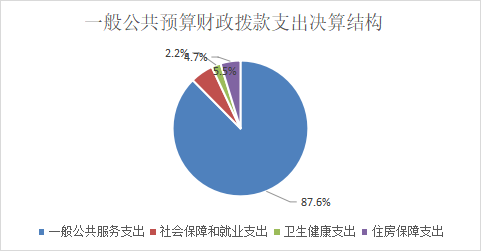 一般公共预算财政拨款支出决算结构
2.2%
4.7%
5.5%
87.6%
一般公共服务支出 社会保障和就业支出 卫生健康支出 住房保障支出